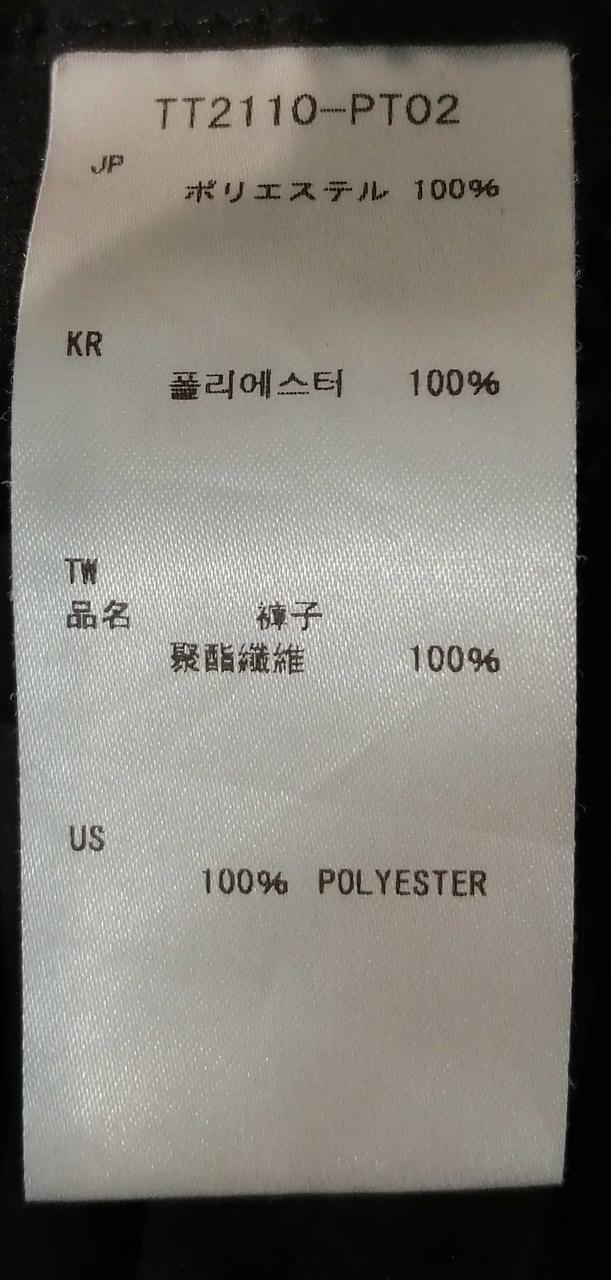 TT2110-PT02
JP
ポリエステル 100%
KR
폴리에스터 100%
TW
品名 褲子
聚酯纖維 100%
US
100% POLYESTER